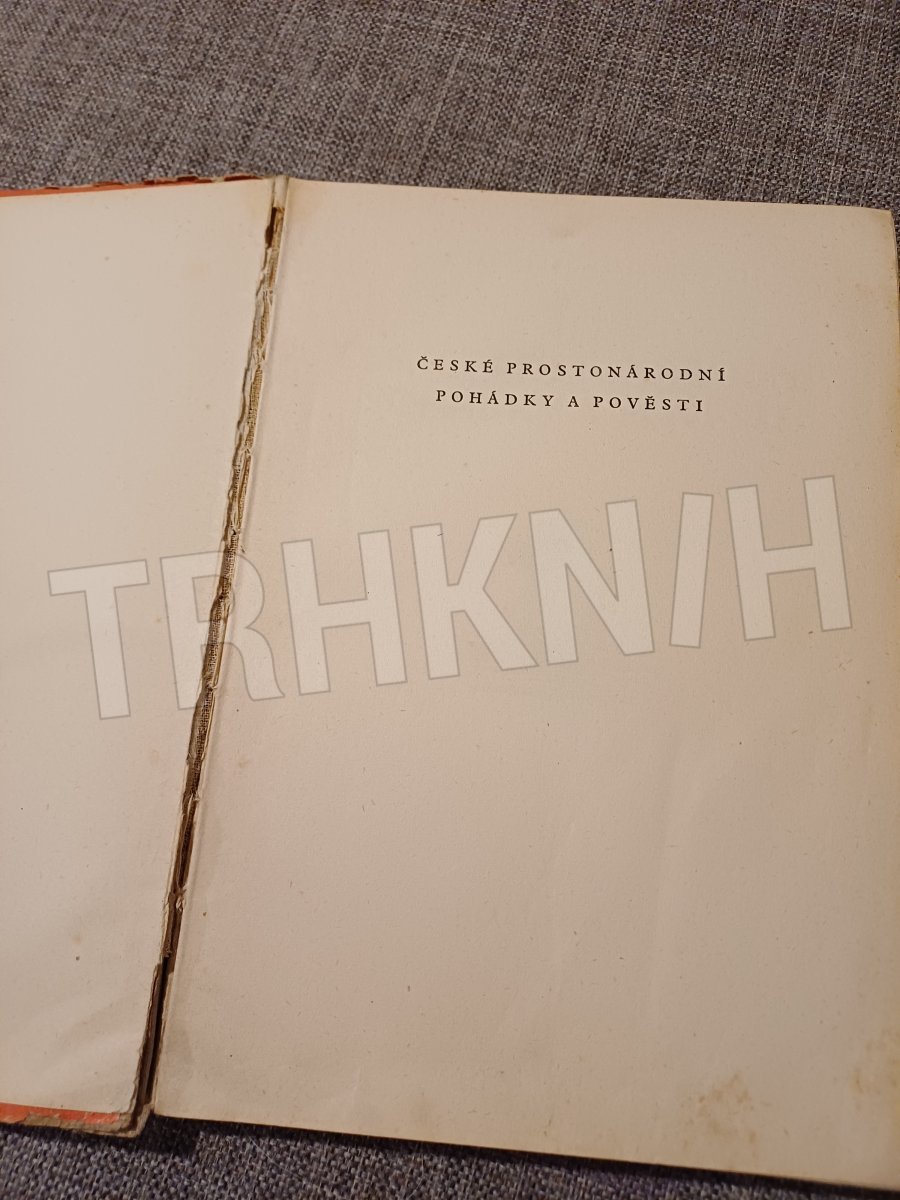 ČESKÉ PROSTONÁRODNÍ
POHÁDKY A POVĚSTI
TRHKNIH